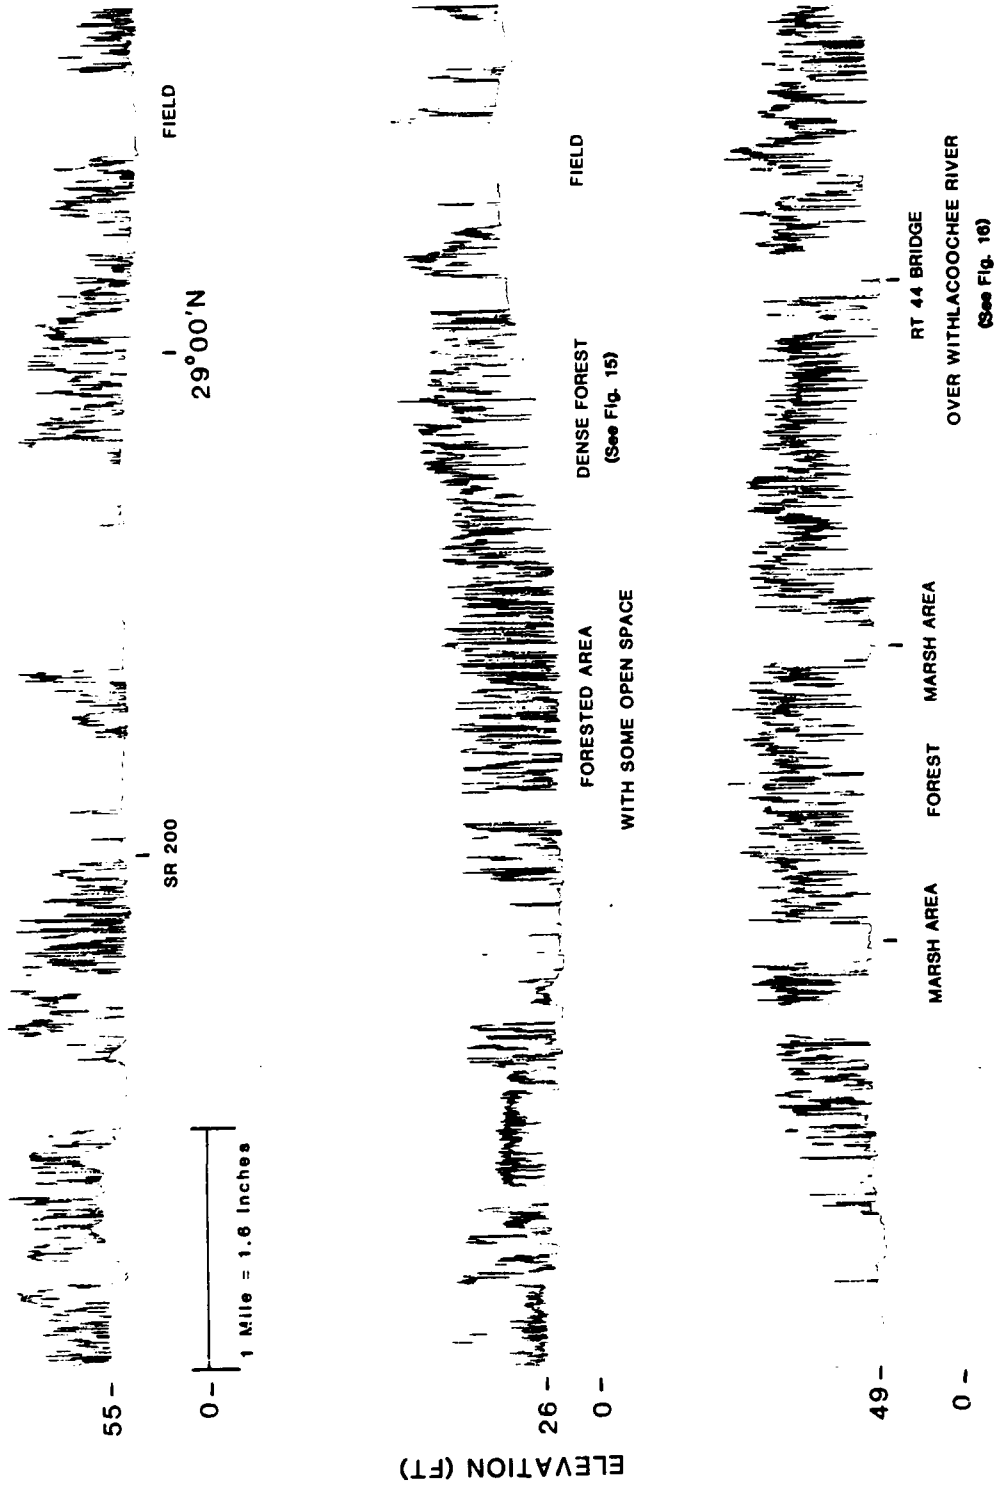 ELEVATION (FT)
55-
0-
1 Mile = 1.6 Inches
SR 200
29°00'N
FIELD
26-
0-
FORESTED AREA
WITH SOME OPEN SPACE
DENSE FOREST
(See Fig. 15)
FIELD
49-
0-
MARSH AREA
FOREST
MARSH AREA
RT 44 BRIDGE
OVER WITHLACOOCHEE RIVER
(See Fig. 16)